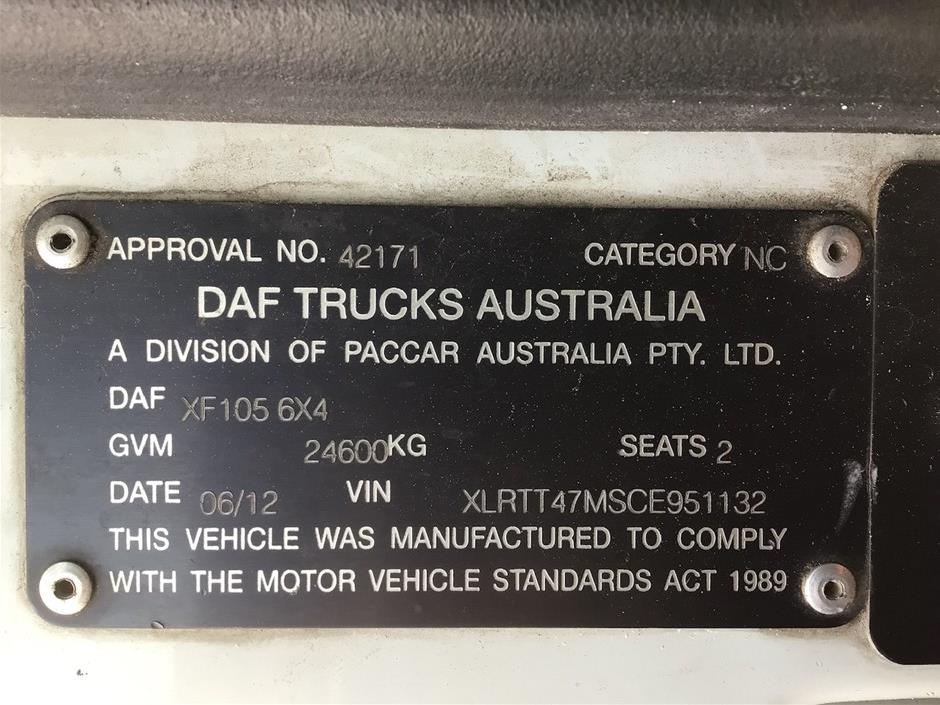 APPROVAL NO. 42171 CATEGORY NC
DAF TRUCKS AUSTRALIA
A DIVISION OF PACCAR AUSTRALIA PTY. LTD.
DAF XF105 6X4
GVM 24600KG SEATS 2
DATE 06/12 VIN XLRTT47MSCE951132
THIS VEHICLE WAS MANUFACTURED TO COMPLY
WITH THE MOTOR VEHICLE STANDARDS ACT 1989